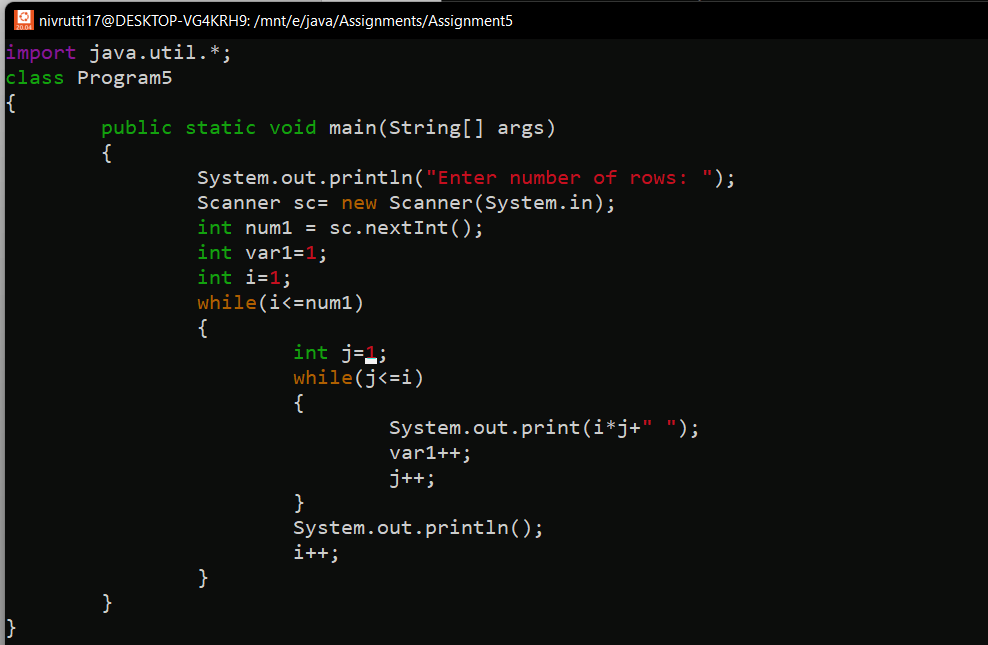 20.04
nivrutti17@DESKTOP-VG4KRH9: /mnt/e/java/Assignments/Assignment5
import java.util.*;
class Program5
{
        public static void main(String[] args)
        {
                System.out.println("Enter number of rows: ");
                Scanner sc= new Scanner(System.in);
                int num1 = sc.nextInt();
                int var1=1;
                int i=1;
                while(i<=num1)
                {
                        int j=1;
                        while(j<=i)
                        {
                                System.out.print(i*j+" ");
                                var1++;
                                j++;
                        }
                        System.out.println();
                        i++;
                }
        }
}